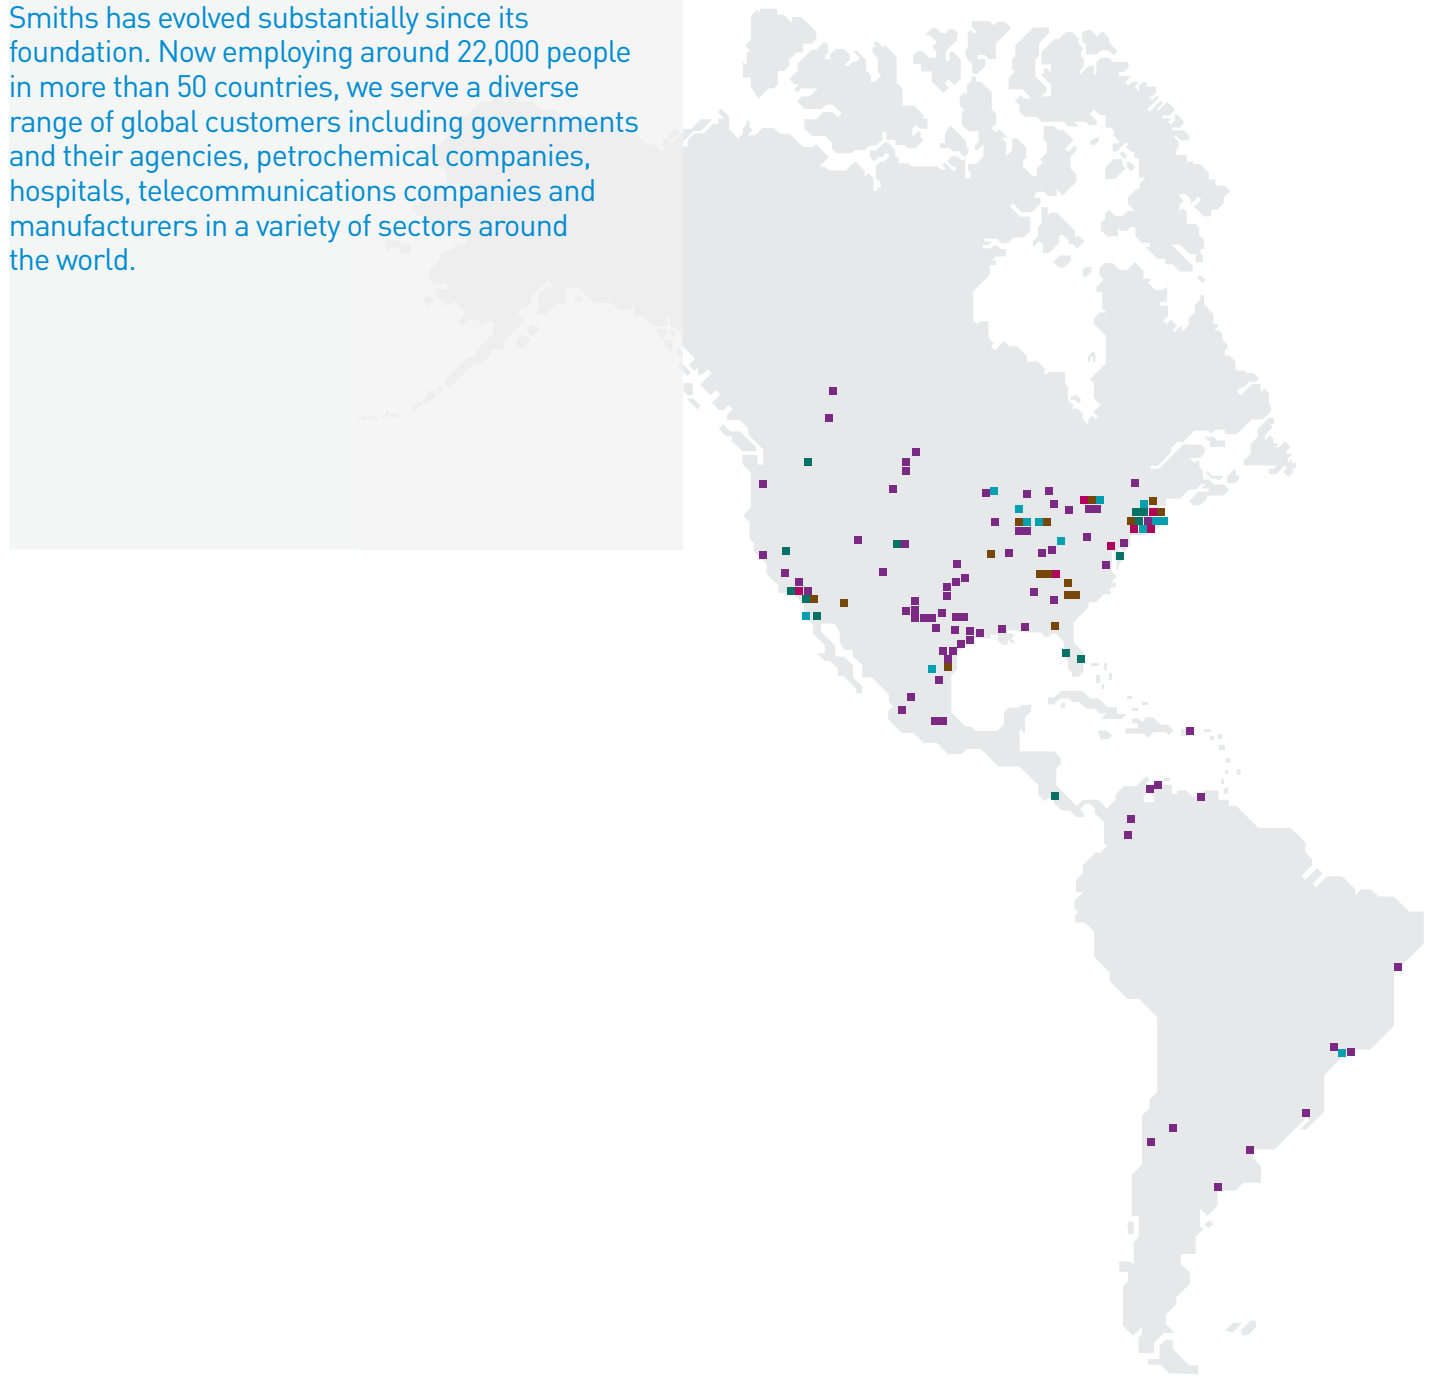 Smiths has evolved substantially since its
foundation. Now employing around 22,000 people
in more than 50 countries, we serve a diverse
range of global customers including governments
and their agencies, petrochemical companies,
hospitals, telecommunications companies and
manufacturers in a variety of sectors around
the world.